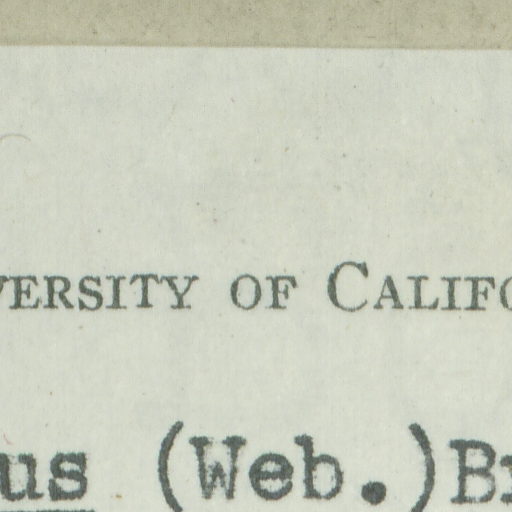 VERSITY OF CALIFO
us (Web.)Br